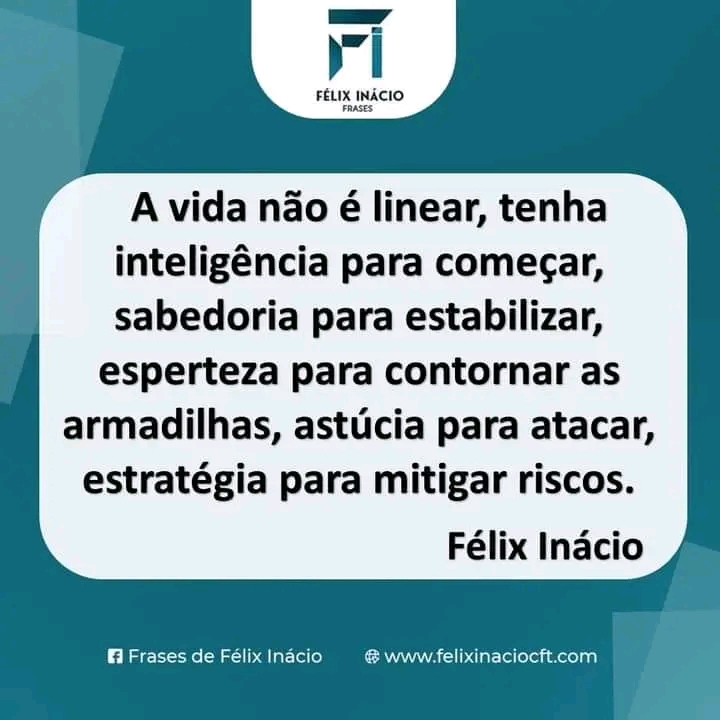 FÉLIX INÁCIO
FRASES
A vida não é linear, tenha
inteligência para começar,
sabedoria para estabilizar,
esperteza para contornar as
armadilhas, astúcia para atacar,
estratégia para mitigar riscos.
Félix Inácio
Frases de Félix Inácio www.felixinaciocft.com